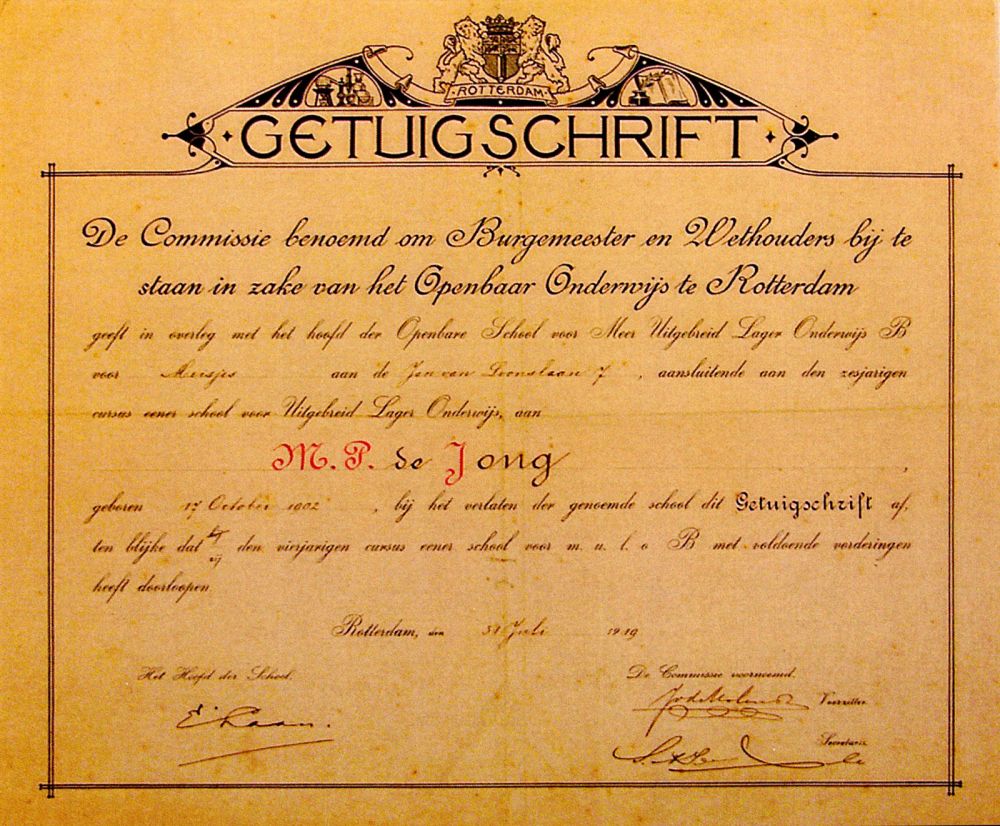 ROTTERDAM
GETUIGSCHRIFT
De Commissie benoemd om Burgemeester en Wethouders bij te
staan in zake van het Openbaar Onderwijs te Rotterdam
geeft in overleg met het hoofd der Openbare School voor Meer Uitgebreid Lager Onderwijs B
voor Meisjes aan de Jan van Loonslaan 7, aansluitende aan den zesjarigen
cursus eener school voor Uitgebreid Lager Onderwijs, aan
M. P. de Jong,
geboren 17 October 1902, bij het verlaten der genoemde school dit Getuigschrift af,
ten blijke dat zij den vierjarigen cursus eener school voor m. u. l. o B met voldoende vorderingen
heeft doorloopen.
Rotterdam, den 31 Juli 1919
Het Hoofd der School, De Commissie voornoemd.
Voorzitter.
E. Laan.
Secretaris.